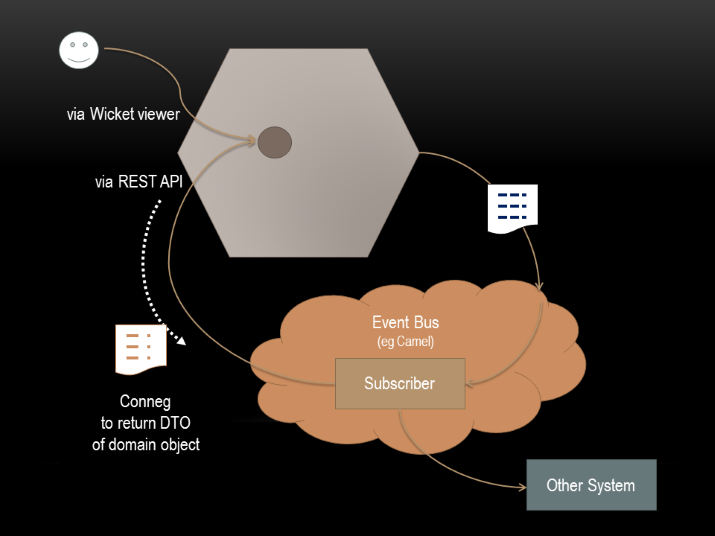 via Wicket viewer
via REST API
Event Bus
(eg Camel)
Subscriber
Conneg
to return DTO
of domain object
Other System